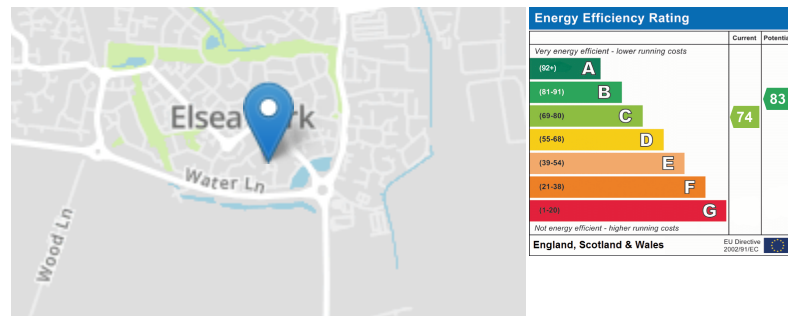 Elsea
rk
Water Ln
Wood Ln
Energy Efficiency Rating
Current Potentia
Very energy efficient - lower running costs
(92+) A
(81-91) B
83
(69-80) C
74
(55-68) D
(39-54) E
(21-38) F
(1-20) G
Not energy efficient - higher running costs
England, Scotland & Wales
EU Directive
2002/91/EC